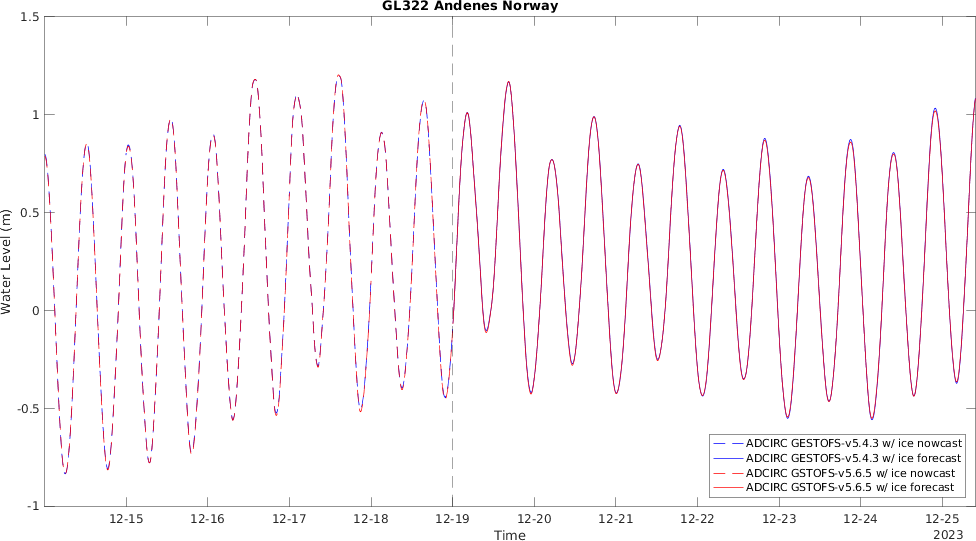 GL322 Andenes Norway
1.5
1
0.5
0
-0.5
-1
Water Level (m)
12-15 12-16 12-17 12-18 12-19 12-20 12-21 12-22 12-23 12-24 12-25
Time
2023
ADCIRC GESTOFS-v5.4.3 w/ ice nowcast
ADCIRC GESTOFS-v5.4.3 w/ ice forecast
ADCIRC GSTOFS-v5.6.5 w/ ice nowcast
ADCIRC GSTOFS-v5.6.5 w/ ice forecast